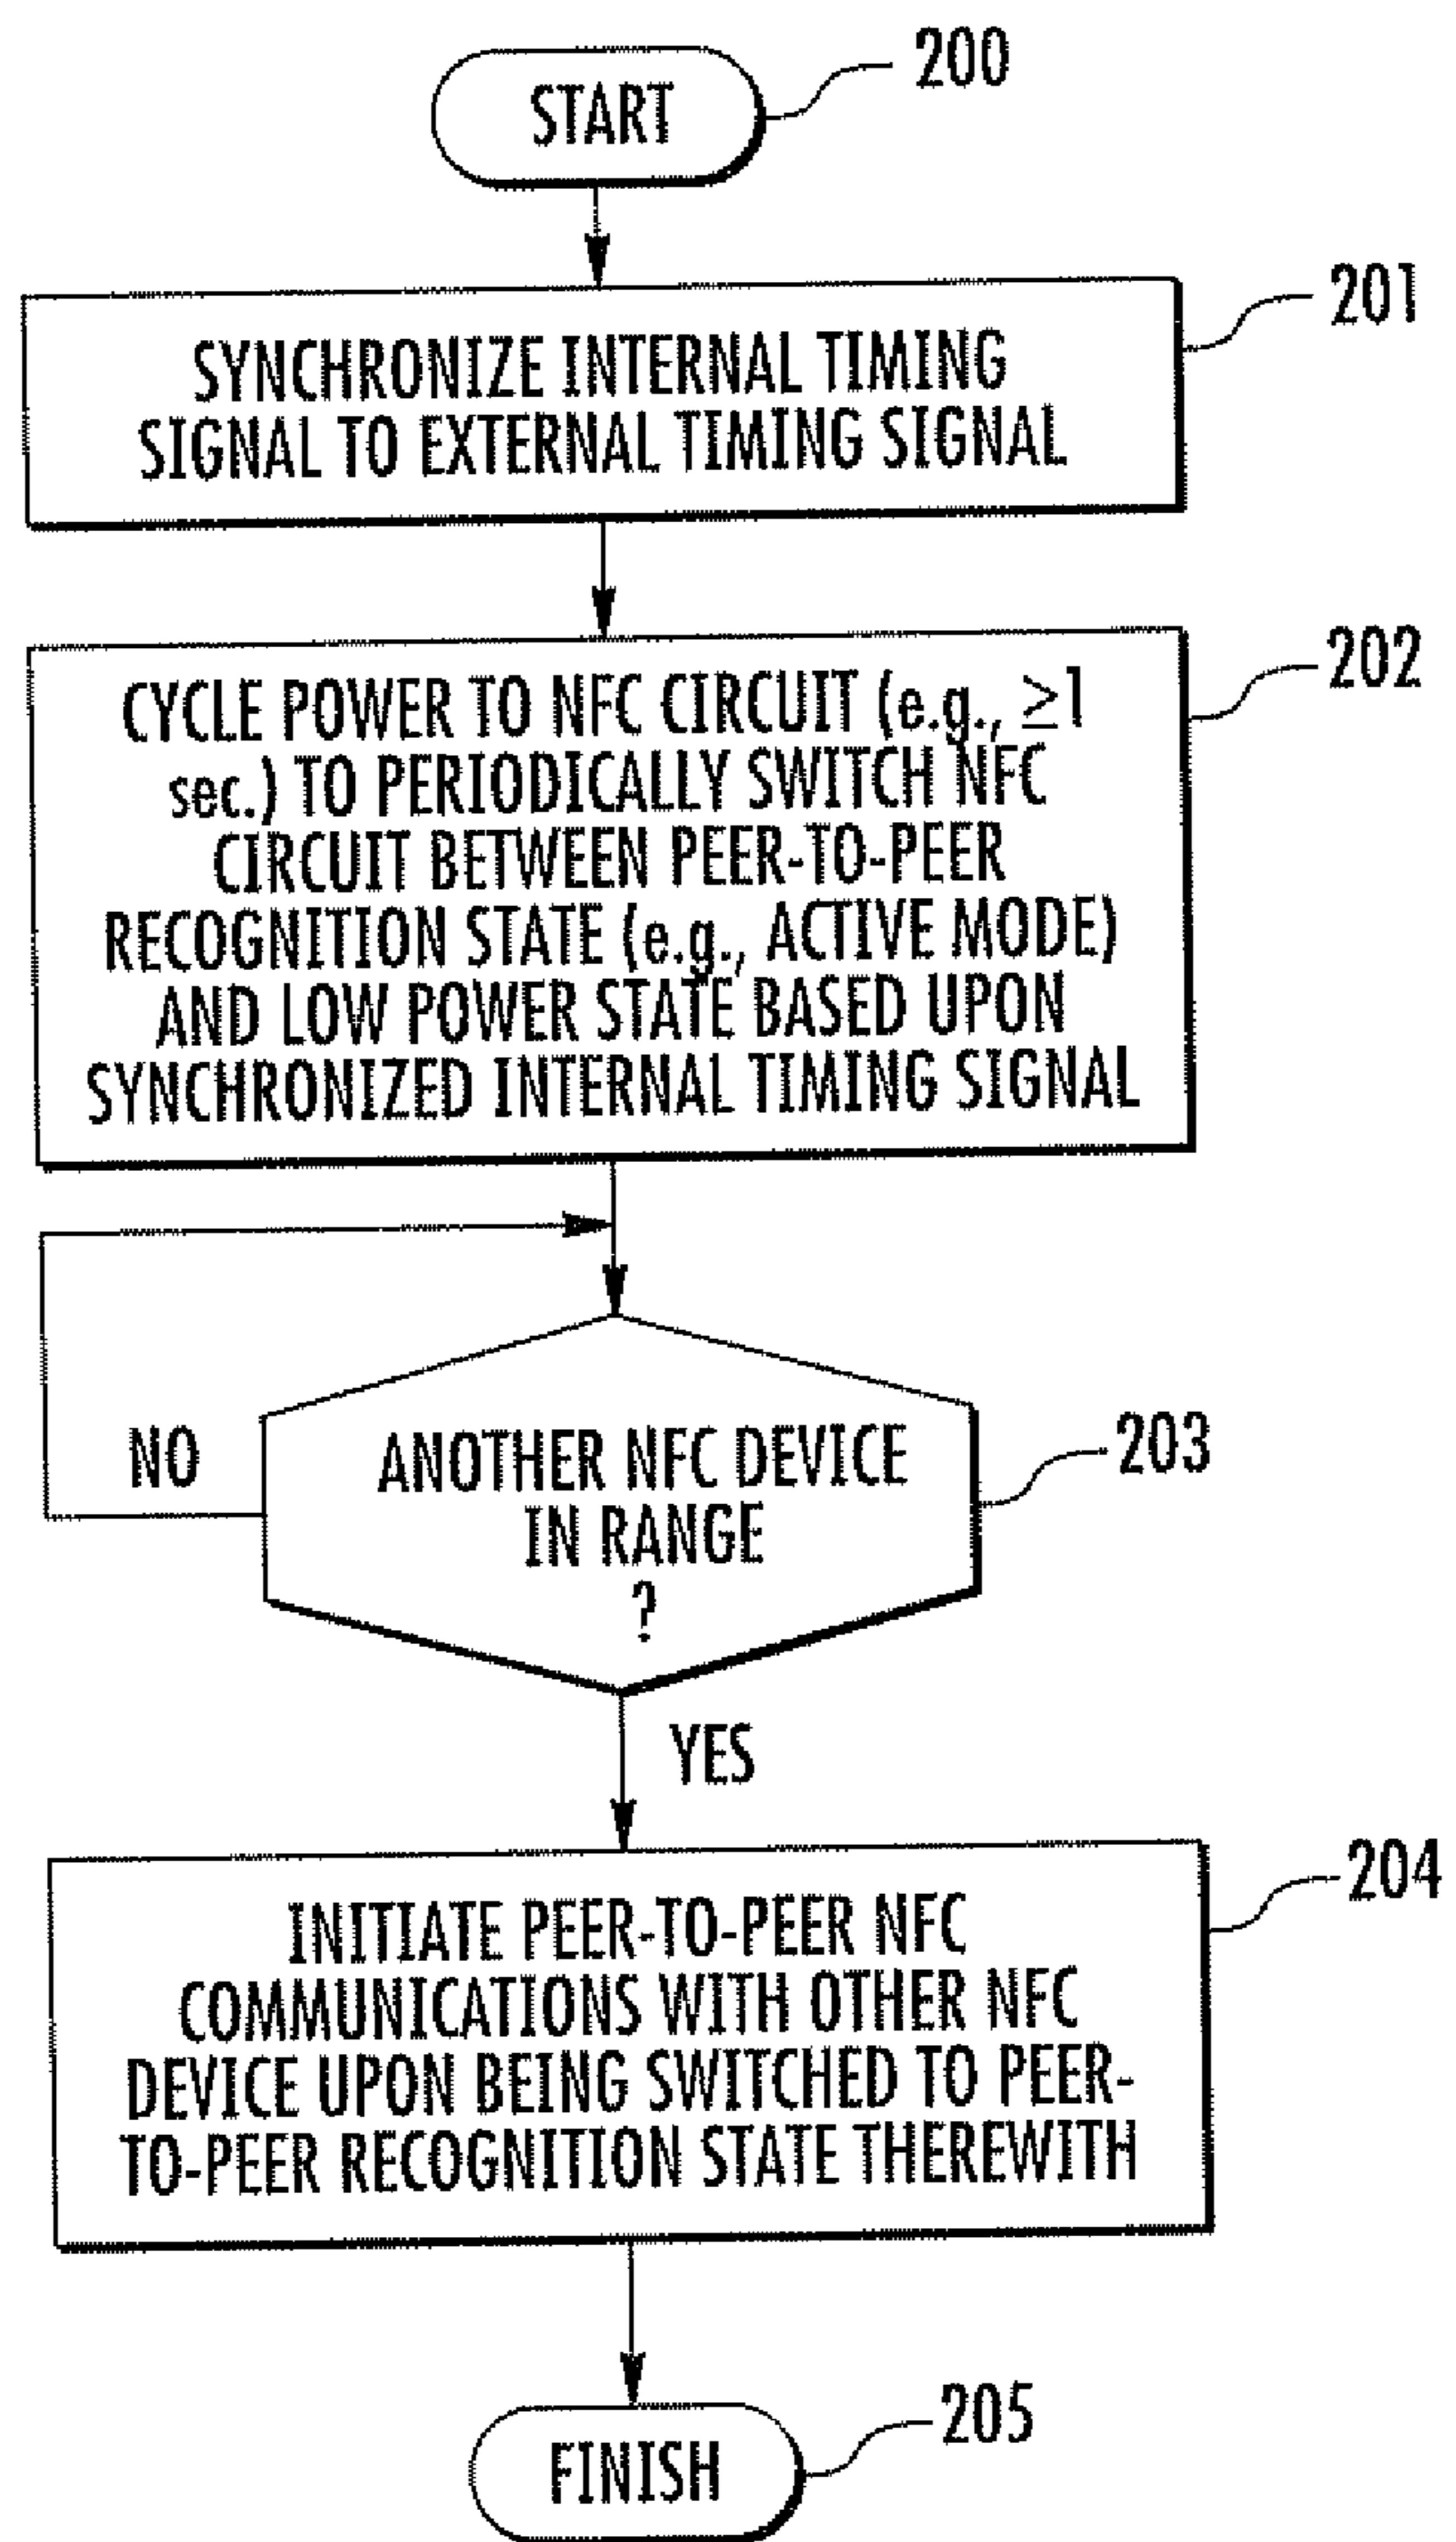 START
200
SYNCHRONIZE INTERNAL TIMING
SIGNAL TO EXTERNAL TIMING SIGNAL
201
CYCLE POWER TO NFC CIRCUIT (e.g., ≥1
sec.) TO PERIODICALLY SWITCH NFC
CIRCUIT BETWEEN PEER-TO-PEER
RECOGNITION STATE (e.g., ACTIVE MODE)
AND LOW POWER STATE BASED UPON
SYNCHRONIZED INTERNAL TIMING SIGNAL
202
NO
ANOTHER NFC DEVICE
IN RANGE
?
203
YES
INITIATE PEER-TO-PEER NFC
COMMUNICATIONS WITH OTHER NFC
DEVICE UPON BEING SWITCHED TO PEER-
TO-PEER RECOGNITION STATE THEREWITH
204
FINISH
205